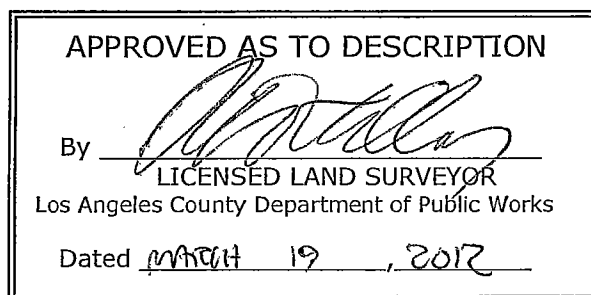 APPROVED AS TO DESCRIPTION
By
LICENSED LAND SURVEYOR
Los Angeles County Department of Public Works
Dated MARCH 19, 2012